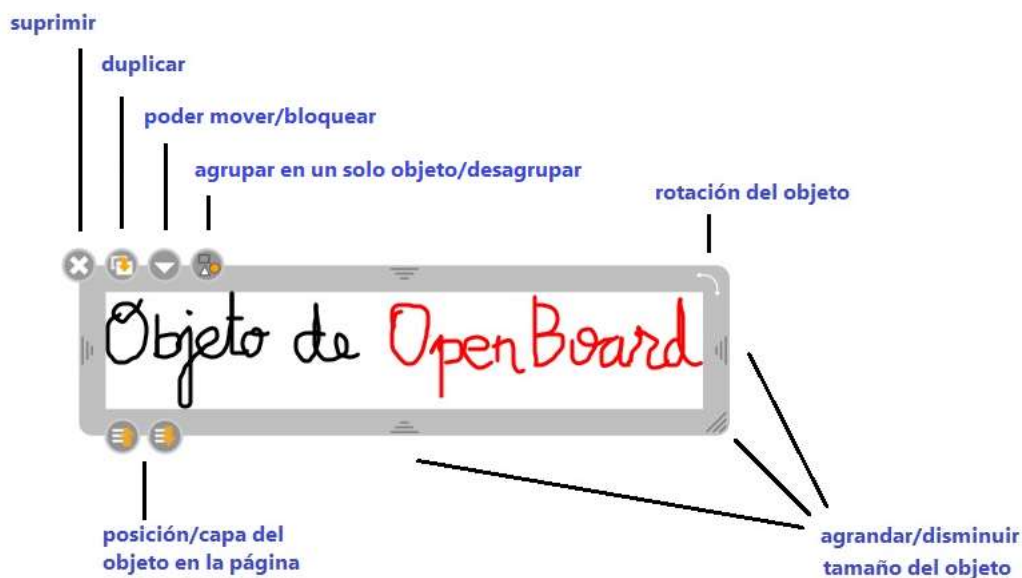 suprimir
duplicar
poder mover/bloquear
agrupar en un solo objeto/desagrupar
rotación del objeto
Objeto de OpenBoard
posición/capa del
objeto en la página
agrandar/disminuir
tamaño del objeto